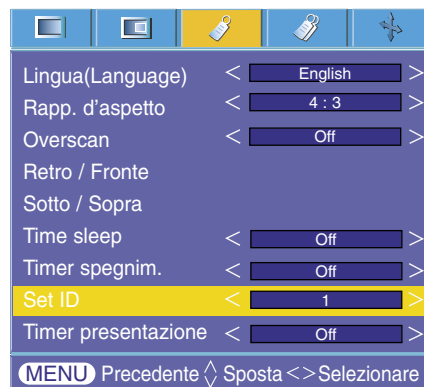 Lingua(Language) < English >
Rapp. d'aspetto < 4 : 3 >
Overscan < Off >
Retro / Fronte
Sotto / Sopra
Time sleep < Off >
Timer spegnim. < Off >
Set ID < 1 >
Timer presentazione < Off >
MENU Precedente Sposta <> Selezionare